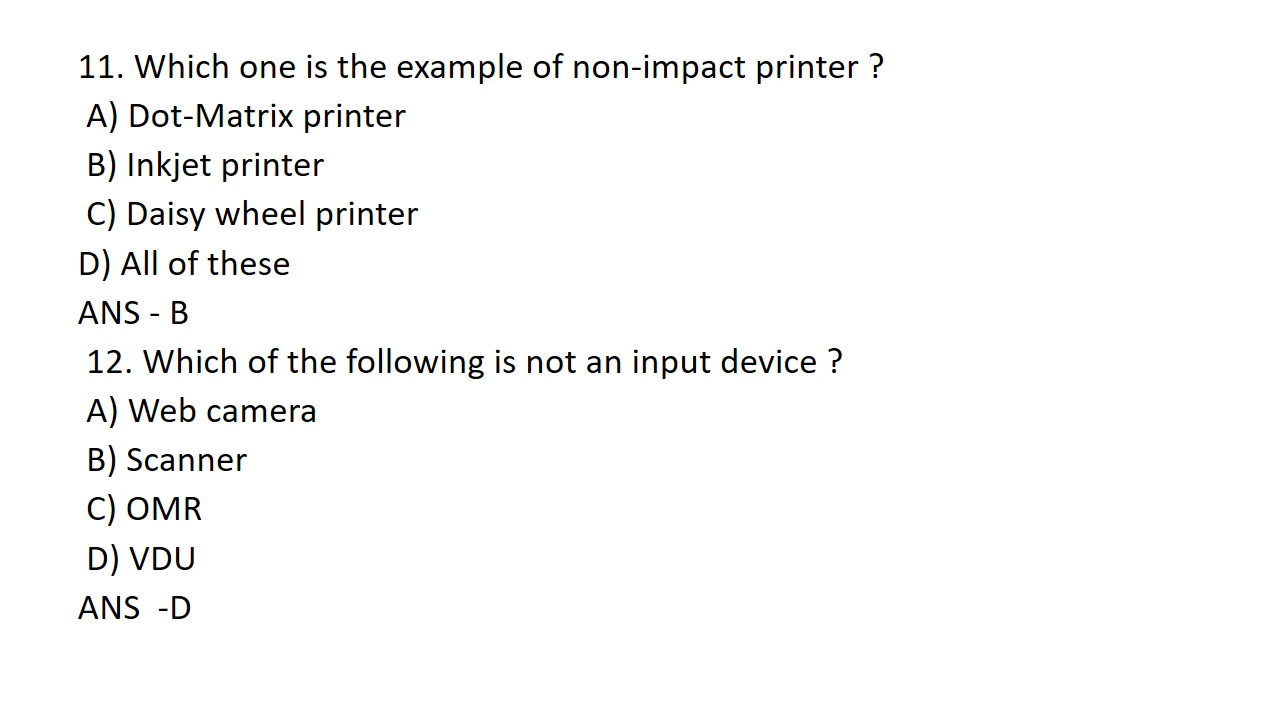 11. Which one is the example of non-impact printer ?
A) Dot-Matrix printer
B) Inkjet printer
C) Daisy wheel printer
D) All of these
ANS - B
12. Which of the following is not an input device ?
A) Web camera
B) Scanner
C) OMR
D) VDU
ANS  -D